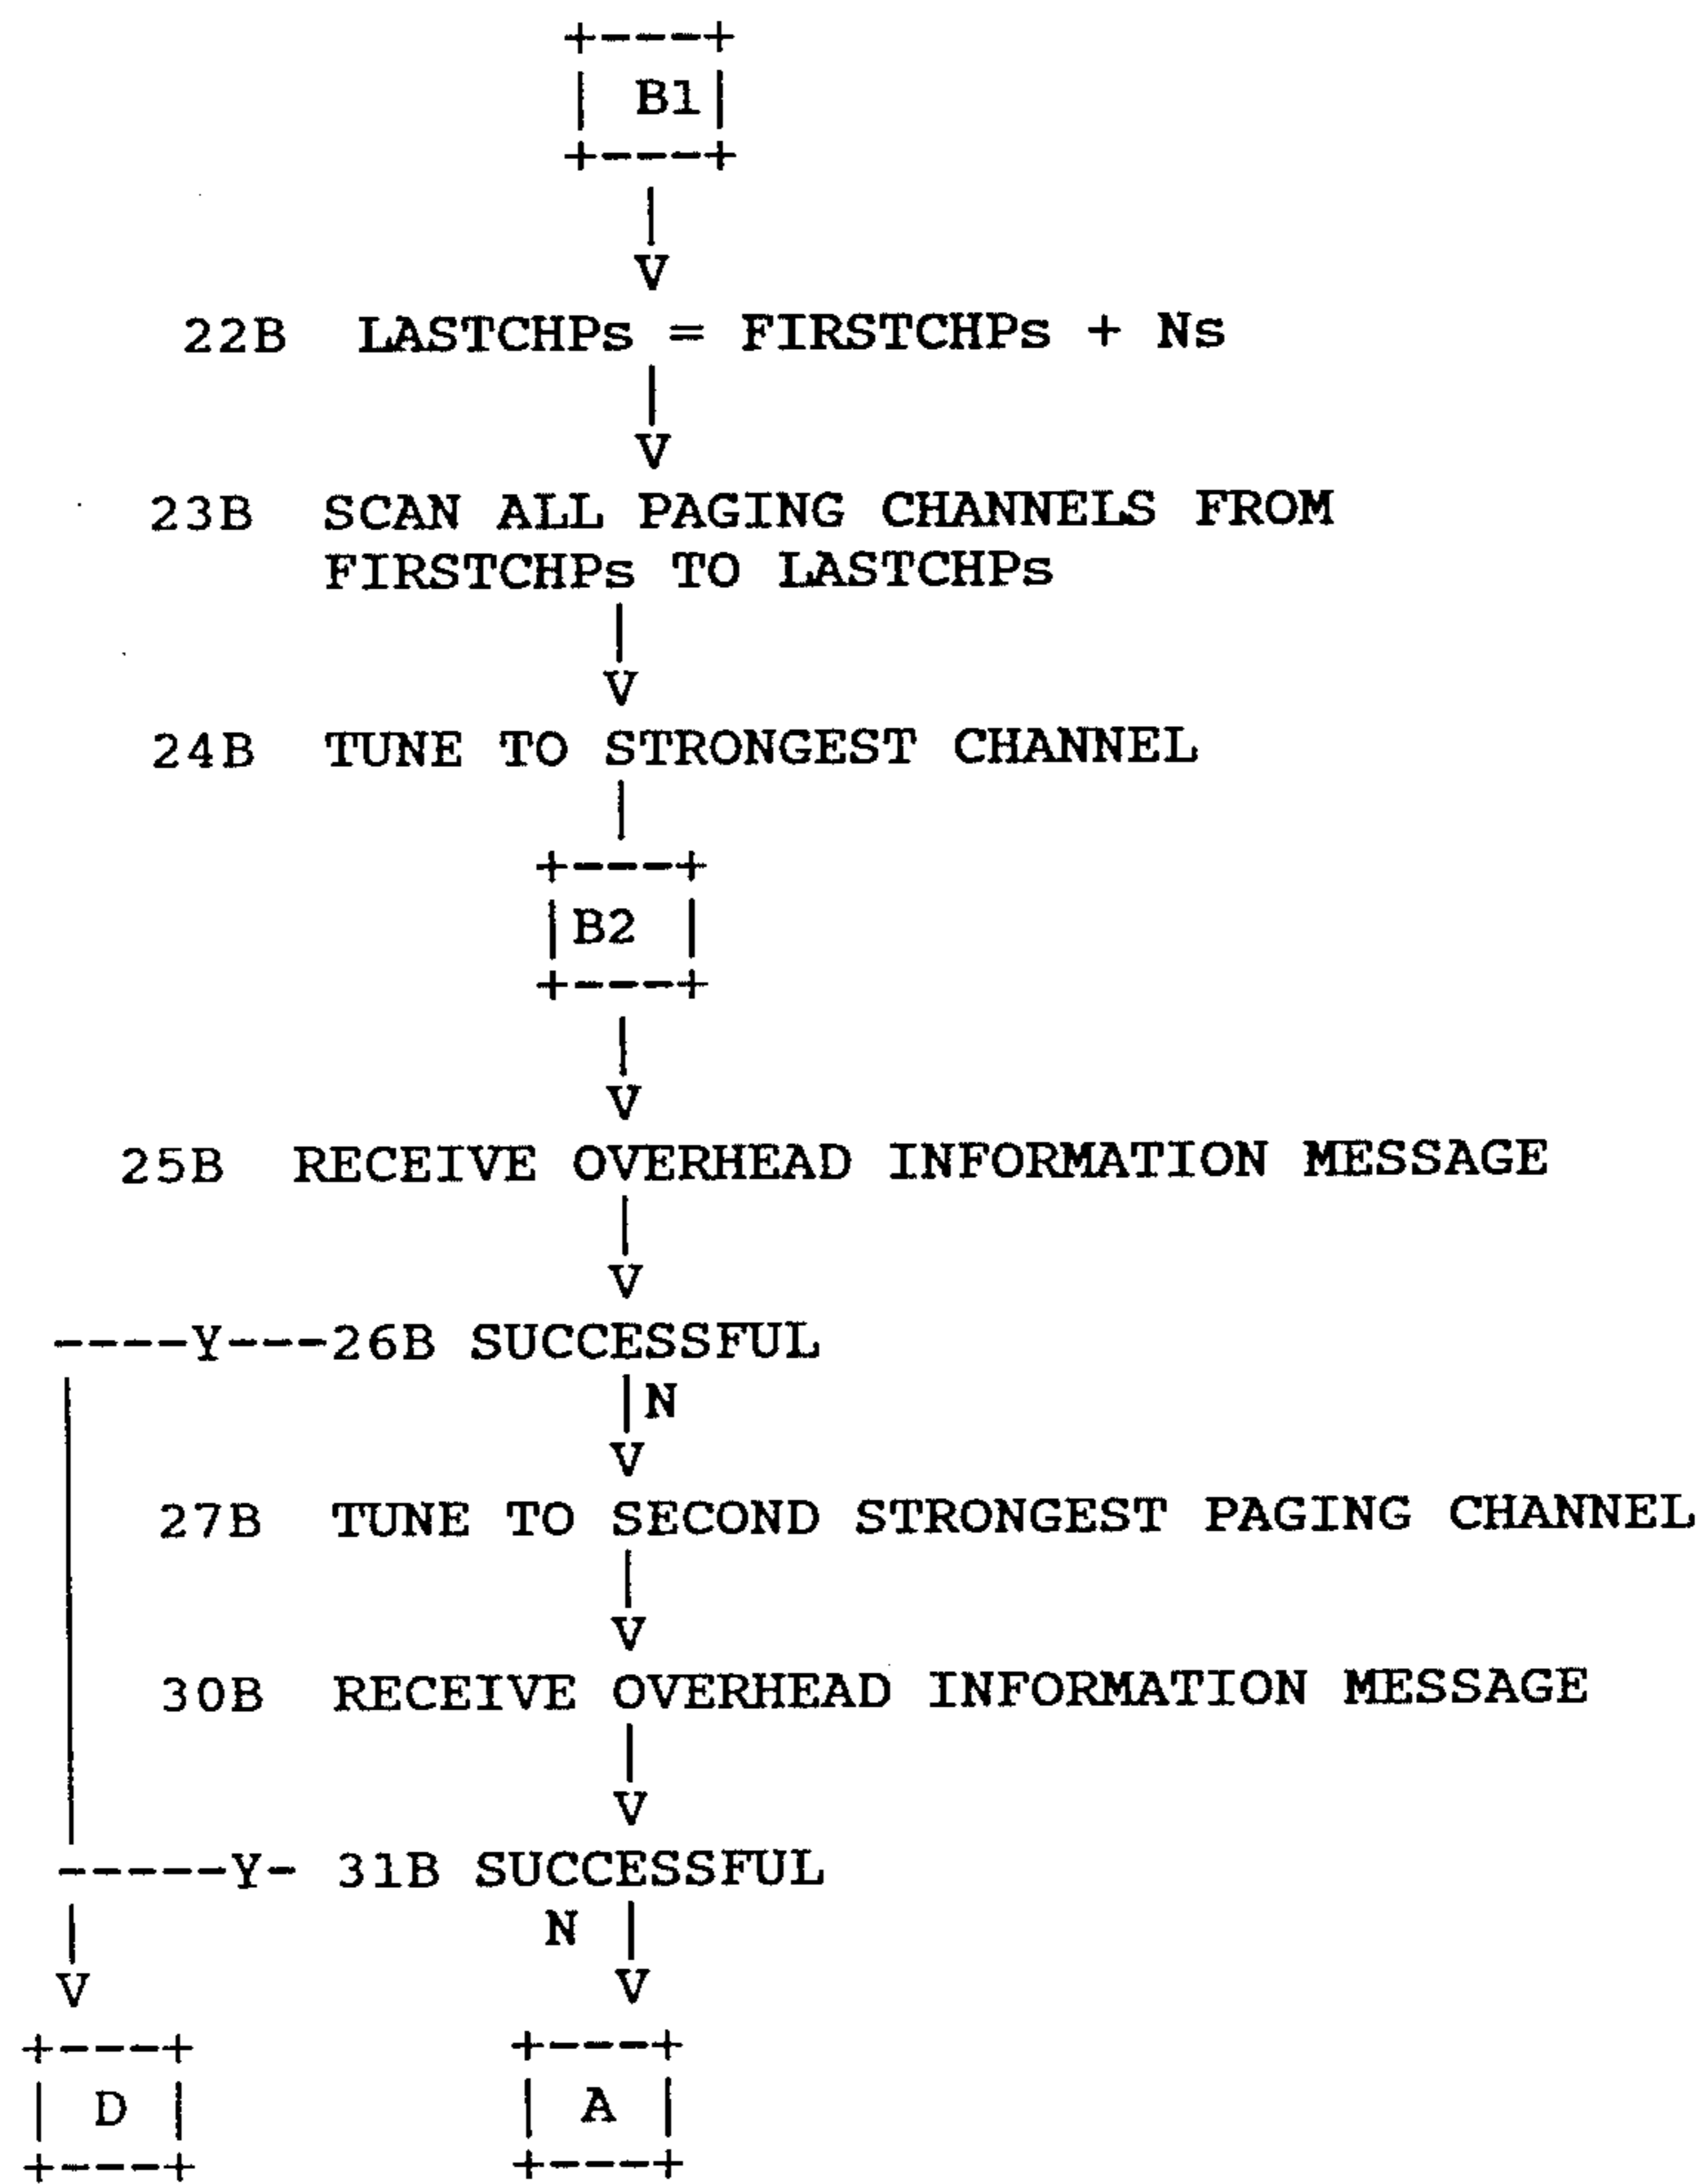 B1
V
22B LASTCHPs = FIRSTCHPs + Ns
V
23B SCAN ALL PAGING CHANNELS FROM
FIRSTCHPs TO LASTCHPs
V
24B TUNE TO STRONGEST CHANNEL
B2
V
25B RECEIVE OVERHEAD INFORMATION MESSAGE
V
----Y---26B SUCCESSFUL
N
V
27B TUNE TO SECOND STRONGEST PAGING CHANNEL
V
30B RECEIVE OVERHEAD INFORMATION MESSAGE
V
-----Y- 31B SUCCESSFUL
N
V V
D A